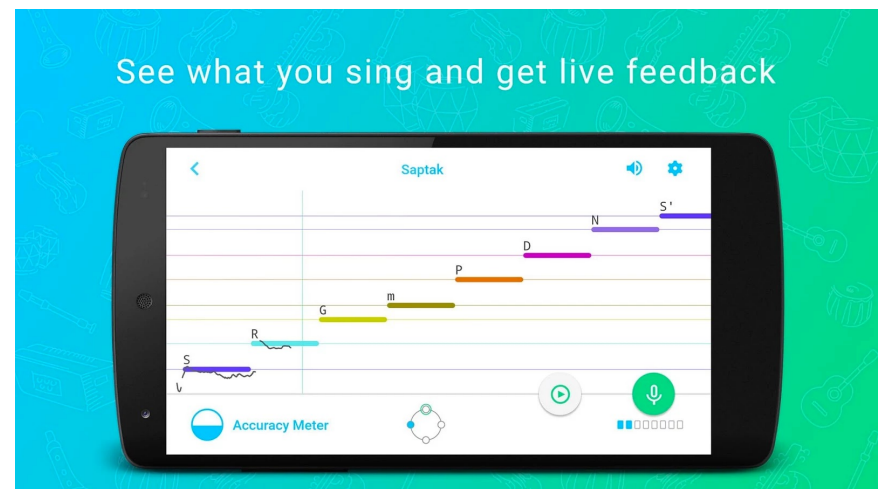 See what you sing and get live feedback
Saptak
S'
N
D
P
m
G
R
S
Accuracy Meter